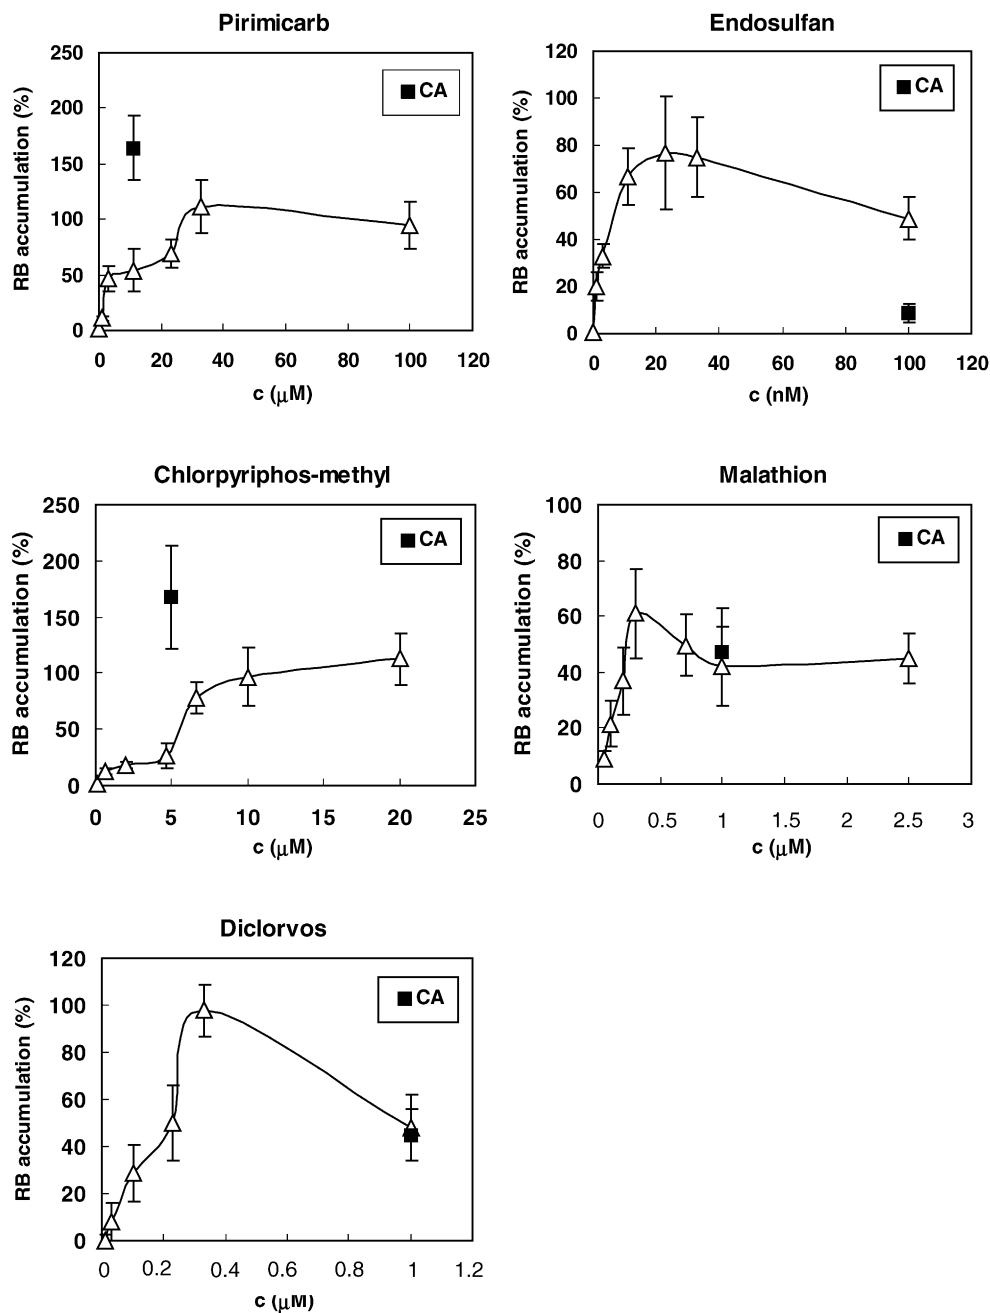 Pirimicarb
RB accumulation (%)
250
200
150
100
50
0
CA
0 20 40 60 80 100 120
c (μM)
Endosulfan
RB accumulation (%)
120
100
80
60
40
20
0
CA
0 20 40 60 80 100 120
c (nM)
Chlorpyriphos-methyl
RB accumulation (%)
250
200
150
100
50
0
CA
0 5 10 15 20 25
c (μM)
Malathion
RB accumulation (%)
100
80
60
40
20
0
CA
0 0.5 1 1.5 2 2.5 3
c (μM)
Diclorvos
RB accumulation (%)
120
100
80
60
40
20
0
CA
0 0.2 0.4 0.6 0.8 1 1.2
c (μM)